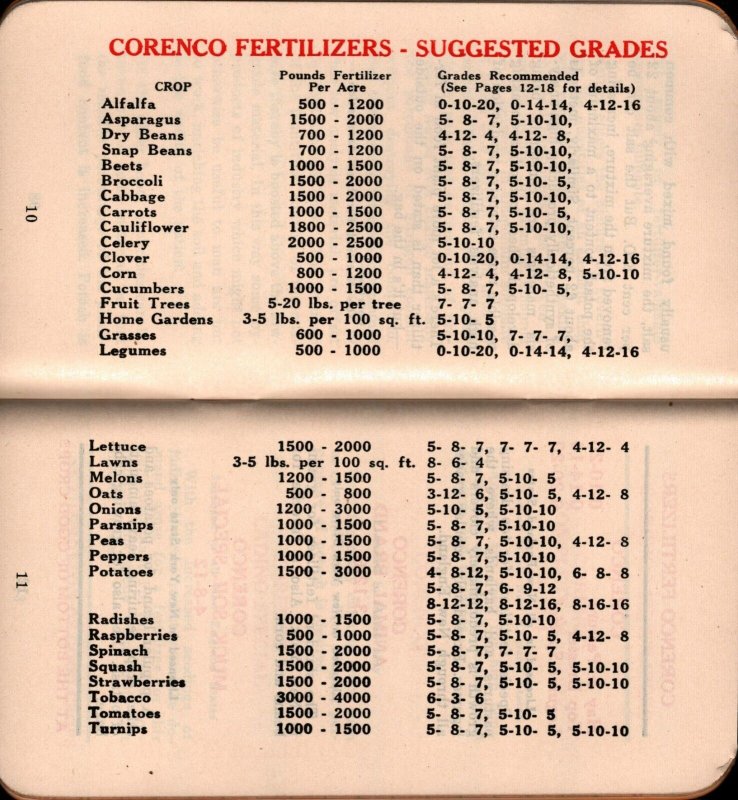 CORENCO FERTILIZERS - SUGGESTED GRADES
CROP Pounds Fertilizer Per Acre Grades Recommended (See Pages 12-18 for details)
Alfalfa 500 - 1200 0-10-20, 0-14-14, 4-12-16
Asparagus 1500 - 2000 5- 8- 7, 5-10-10,
Dry Beans 700 - 1200 4-12- 4, 4-12- 8,
Snap Beans 700 - 1200 5- 8- 7, 5-10-10,
Beets 1000 - 1500 5- 8- 7, 5-10-10,
Broccoli 1500 - 2000 5- 8- 7, 5-10- 5,
Cabbage 1500 - 2000 5- 8- 7, 5-10-10,
Carrots 1000 - 1500 5- 8- 7, 5-10- 5,
Cauliflower 1800 - 2500 5- 8- 7, 5-10-10,
Celery 2000 - 2500 5-10-10
Clover 500 - 1000 0-10-20, 0-14-14, 4-12-16
Corn 800 - 1200 4-12- 4, 4-12- 8, 5-10-10
Cucumbers 1000 - 1500 5- 8- 7, 5-10- 5,
Fruit Trees 5-20 lbs. per tree 7- 7- 7
Home Gardens 3-5 lbs. per 100 sq. ft. 5-10- 5
Grasses 600 - 1000 5-10-10, 7- 7- 7,
Legumes 500 - 1000 0-10-20, 0-14-14, 4-12-16
10
Lettuce 1500 - 2000 5- 8- 7, 7- 7- 7, 4-12- 4
Lawns 3-5 lbs. per 100 sq. ft. 8- 6- 4
Melons 1200 - 1500 5- 8- 7, 5-10- 5
Oats 500 - 800 3-12- 6, 5-10- 5, 4-12- 8
Onions 1200 - 3000 5-10- 5, 5-10-10
Parsnips 1000 - 1500 5- 8- 7, 5-10-10
Peas 1000 - 1500 5- 8- 7, 5-10-10, 4-12- 8
Peppers 1000 - 1500 5- 8- 7, 5-10-10
Potatoes 1500 - 3000 4- 8-12, 5-10-10, 6- 8- 8
5- 8- 7, 6- 9-12
8-12-12, 8-12-16, 8-16-16
Radishes 1000 - 1500 5- 8- 7, 5-10-10
Raspberries 500 - 1000 5- 8- 7, 5-10- 5, 4-12- 8
Spinach 1500 - 2000 5- 8- 7, 7- 7- 7
Squash 1500 - 2000 5- 8- 7, 5-10- 5, 5-10-10
Strawberries 1500 - 2000 5- 8- 7, 5-10- 5, 5-10-10
Tobacco 3000 - 4000 6- 3- 6
Tomatoes 1500 - 2000 5- 8- 7, 5-10- 5
Turnips 1000 - 1500 5- 8- 7, 5-10- 5, 5-10-10
11